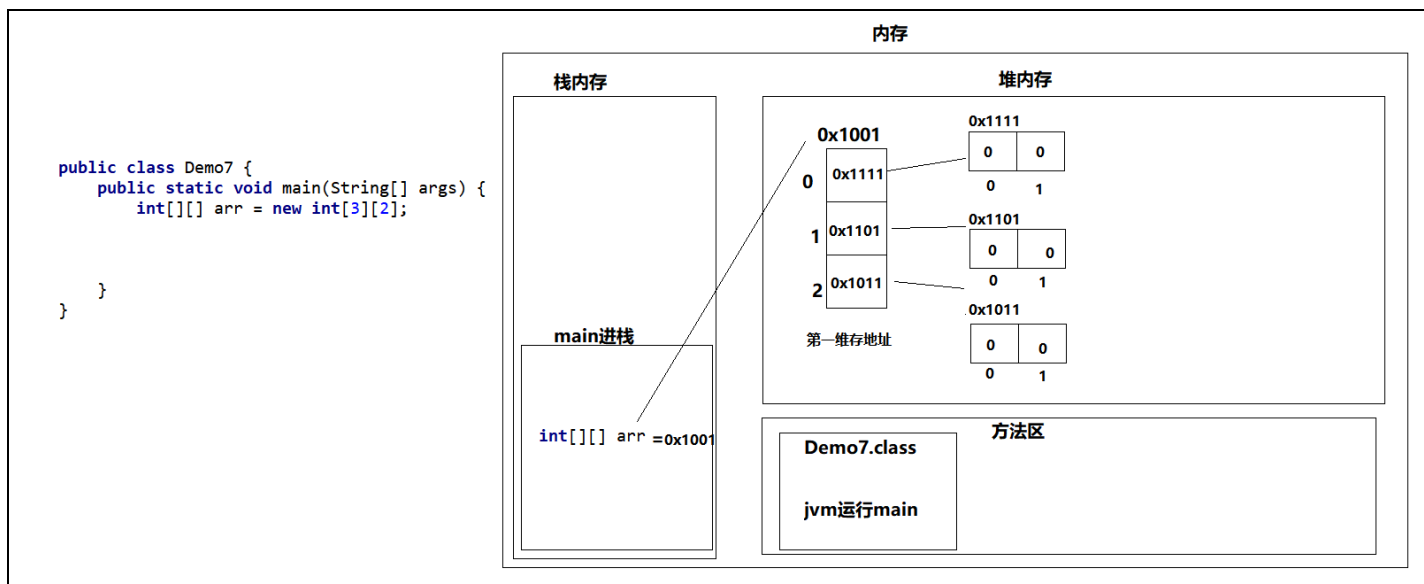 public class Demo7 {
public static void main(String[] args) {
int[][] arr = new int[3][2];
}
}
内存
栈内存
main进栈
int[][] arr =0x1001
堆内存
0x1001
0 0x1111
1 0x1101
2 0x1011
第一维存地址
0x1111
0 0
0 1
0x1101
0 0
0 1
0x1011
0 0
0 1
方法区
Demo7.class
jvm运行main